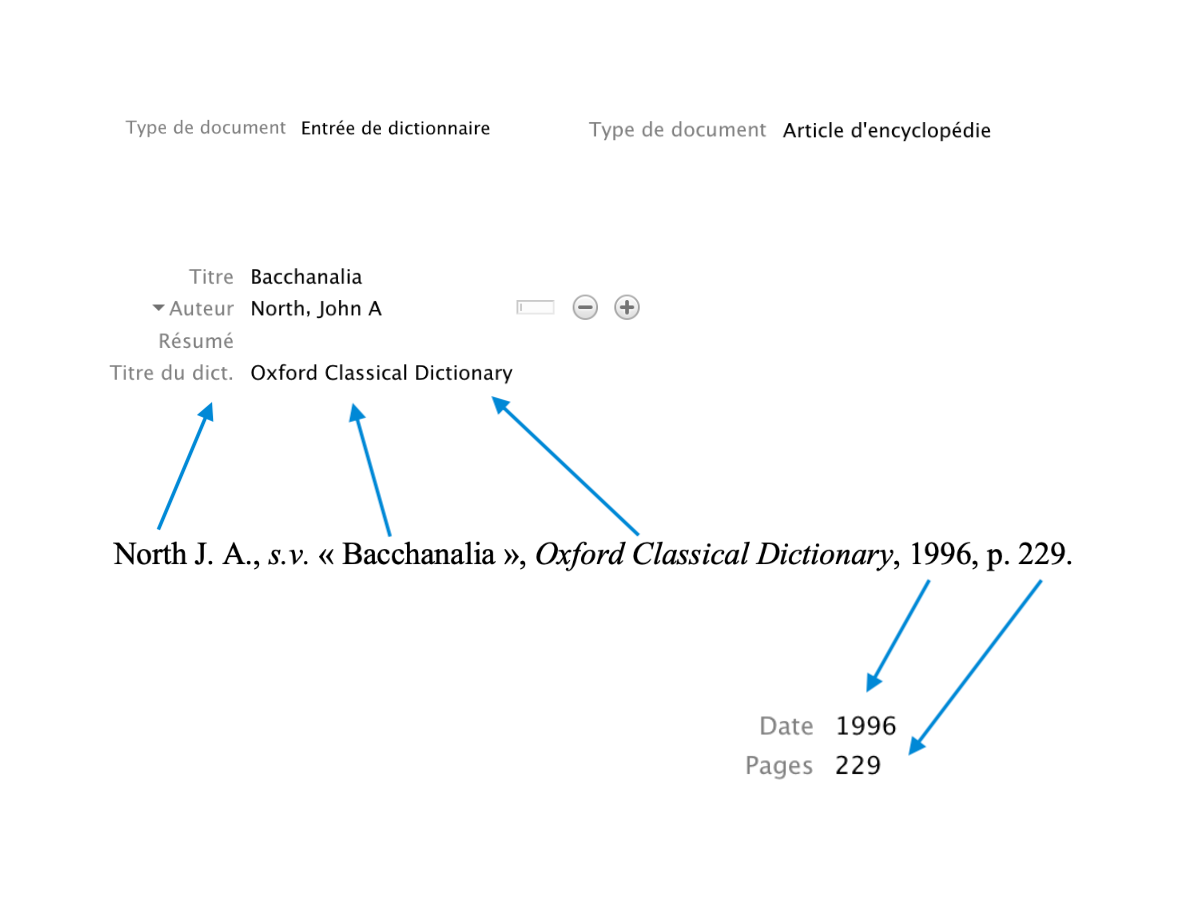 Type de document Entrée de dictionnaire
Type de document Article d'encyclopédie
Titre Bacchanalia
Auteur North, John A
Résumé
Titre du dict. Oxford Classical Dictionary
North J. A., s.v. « Bacchanalia », Oxford Classical Dictionary, 1996, p. 229.
Date 1996
Pages 229